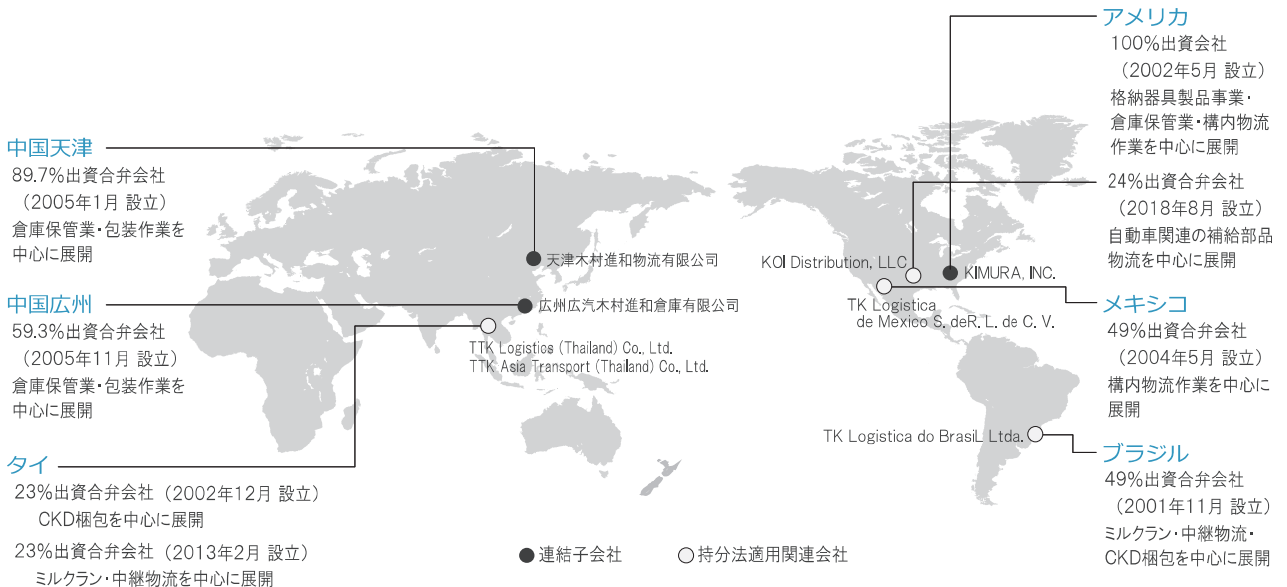 中国天津
89.7%出資合弁会社
（2005年1月 設立）
倉庫保管業・包装作業を
中心に展開
中国広州
59.3%出資合弁会社
（2005年11月 設立）
倉庫保管業・包装作業を
中心に展開
タイ
23%出資合弁会社（2002年12月 設立）
CKD梱包を中心に展開
23%出資合弁会社（2013年2月 設立）
ミルクラン・中継物流を中心に展開
天津木村進和物流有限公司
広州広汽木村進和倉庫有限公司
TTK Logistics (Thailand) Co., Ltd.
TTK Asia Transport (Thailand) Co., Ltd.
KOI Distribution, LLC
KIMURA, INC.
TK Logistica
de Mexico S. deR. L. de C. V.
TK Logistica do BrasiL Ltda.
●連結子会社
○持分法適用関連会社
アメリカ
100%出資会社
（2002年5月 設立）
格納器具製品事業・
倉庫保管業・構内物流
作業を中心に展開
24%出資合弁会社
（2018年8月 設立）
自動車関連の補給部品
物流を中心に展開
メキシコ
49%出資合弁会社
（2004年5月 設立）
構内物流作業を中心に
展開
ブラジル
49%出資合弁会社
（2001年11月 設立）
ミルクラン・中継物流・
CKD梱包を中心に展開